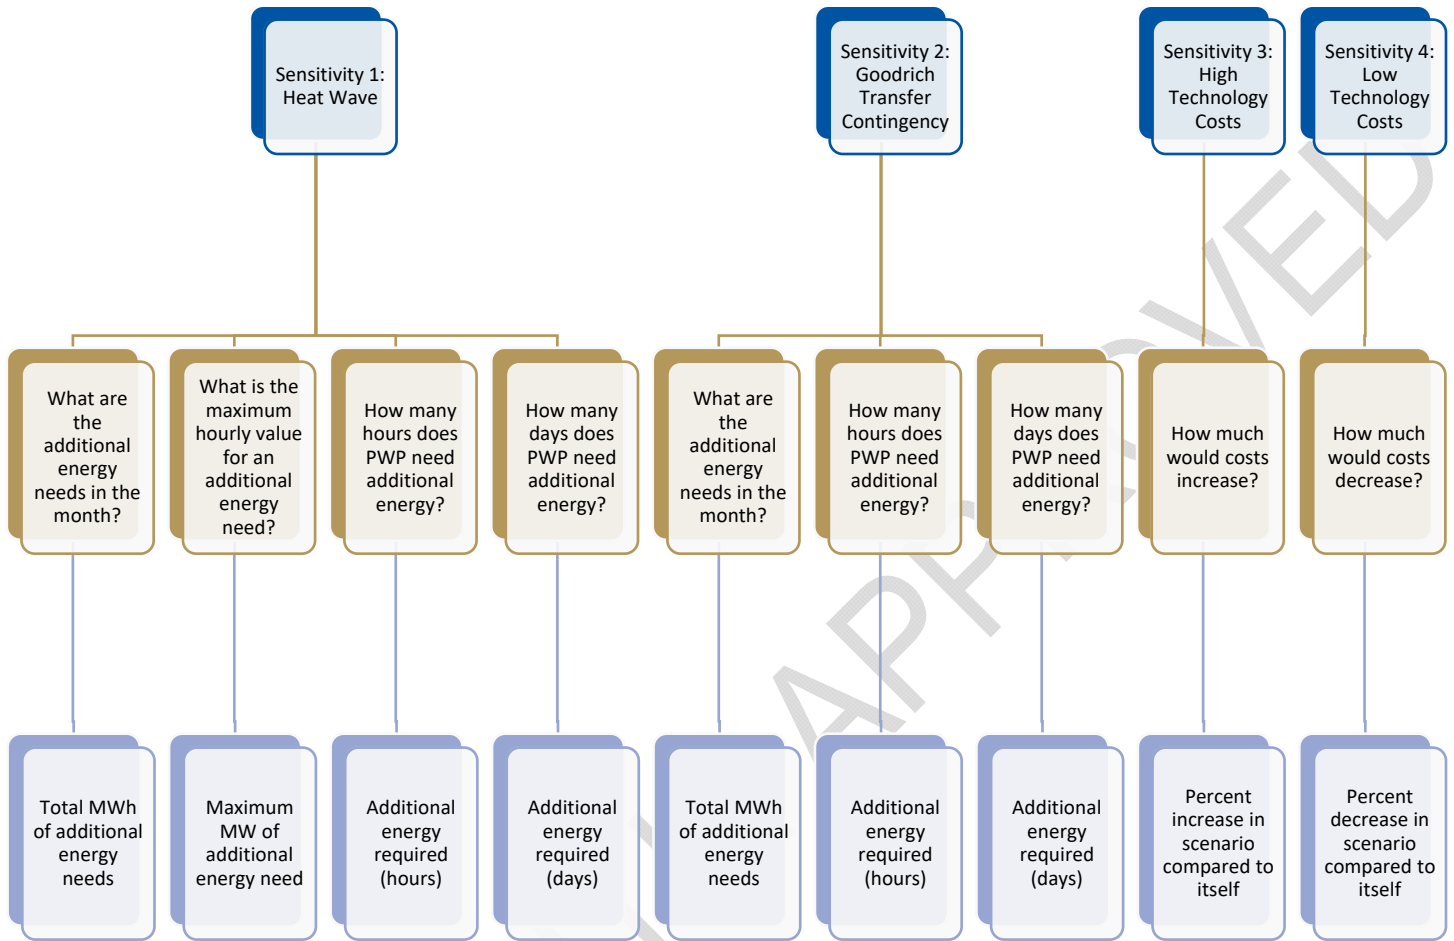 Sensitivity 1:
Heat Wave
Sensitivity 2:
Goodrich
Transfer
Contingency
Sensitivity 3:
High
Technology
Costs
Sensitivity 4:
Low
Technology
Costs
What are
the
additional
energy
needs in the
month?
What is the
maximum
hourly value
for an
additional
energy
need?
How many
hours does
PWP need
additional
energy?
How many
days does
PWP need
additional
energy?
What are
the
additional
energy
needs in the
month?
How many
hours does
PWP need
additional
energy?
How many
days does
PWP need
additional
energy?
How much
would costs
increase?
How much
would costs
decrease?
Total MWh
of additional
energy
needs
Maximum
MW of
additional
energy need
Additional
energy
required
(hours)
Additional
energy
required
(days)
Total MWh
of additional
energy
needs
Additional
energy
required
(hours)
Additional
energy
required
(days)
Percent
increase in
scenario
compared to
itself
Percent
decrease in
scenario
compared to
itself
APPROVED